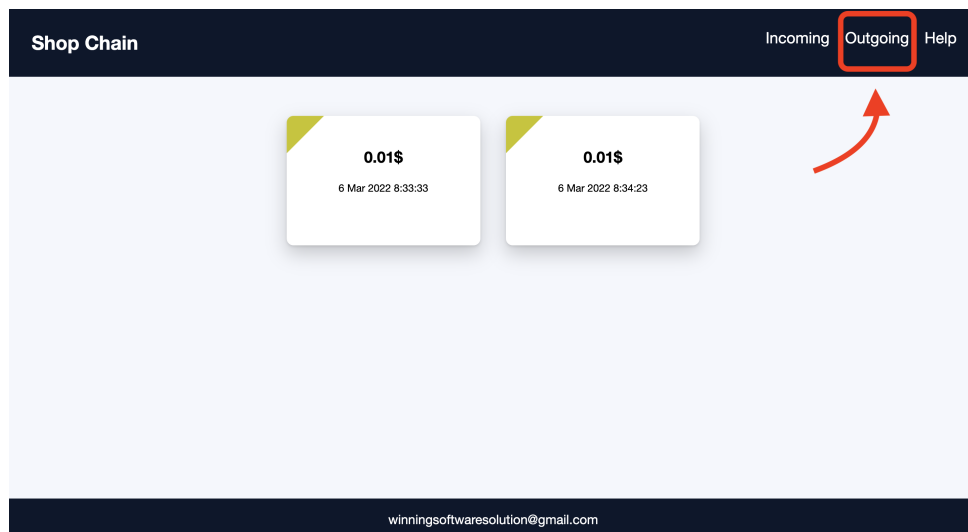 Shop Chain
Incoming Outgoing Help
0.01$
6 Mar 2022 8:33:33
0.01$
6 Mar 2022 8:34:23
winningsoftwaresolution@gmail.com